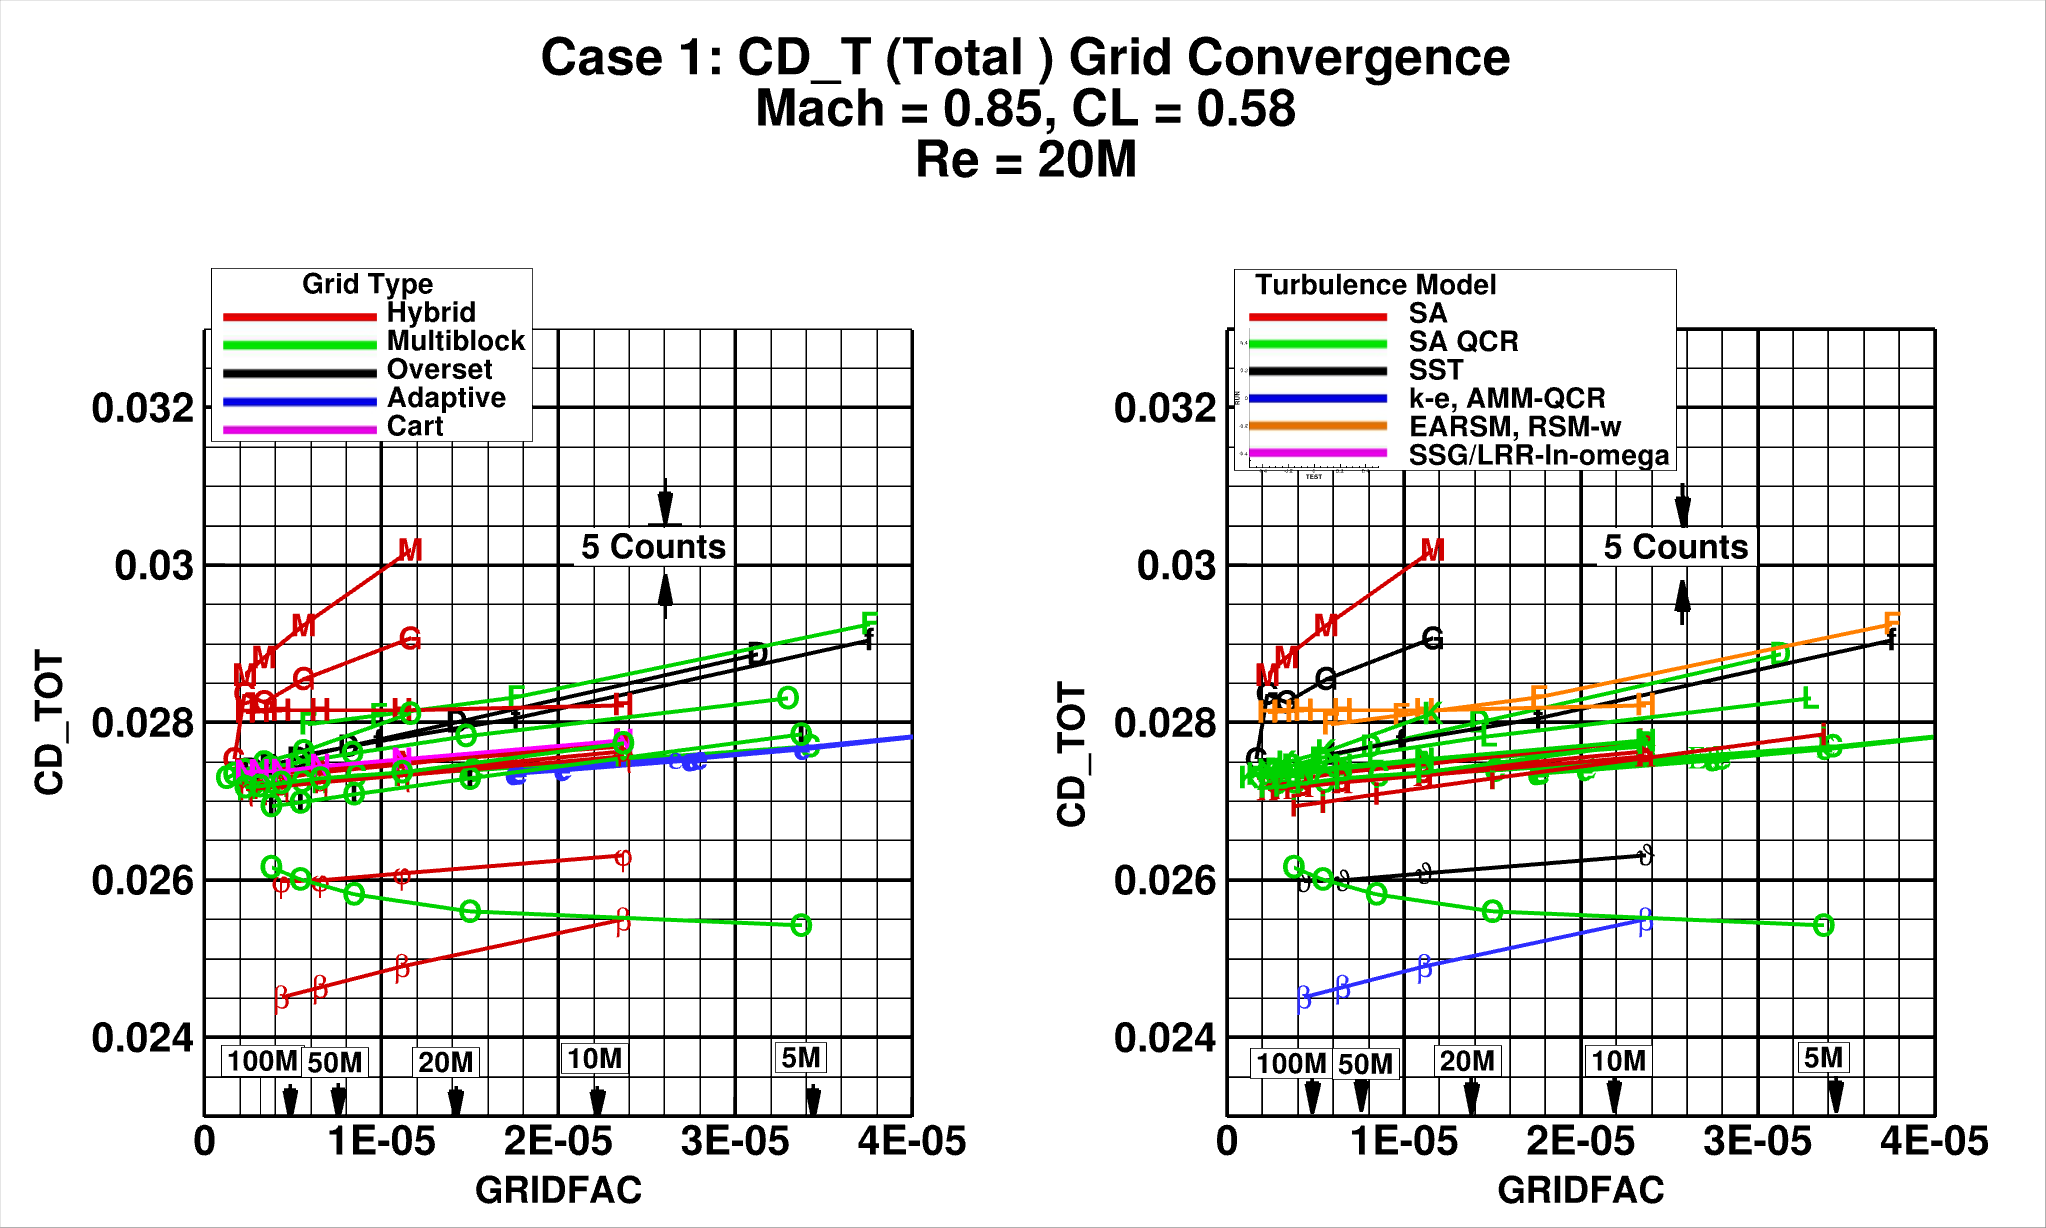 Case 1: CD_T (Total ) Grid Convergence
Mach = 0.85, CL = 0.58
Re = 20M
Grid Type
Hybrid
Multiblock
Overset
Adaptive
Cart
0.032
0.03
0.028
0.026
0.024
CD_TOT
5 Counts
M
M
M
M
G
G
F
f
D
F
H
H
φ
φ
φ
φ
β
β
β
β
100M
50M
20M
10M
5M
0
1E-05
2E-05
3E-05
4E-05
GRIDFAC
Turbulence Model
SA
SA QCR
SST
k-e, AMM-QCR
EARSM, RSM-w
SSG/LRR-ln-omega
RUN
TEST
0.032
0.03
0.028
0.026
0.024
CD_TOT
5 Counts
M
M
M
M
G
G
F
f
D
L
F
K
H
O
O
O
O
O
β
β
β
β
100M
50M
20M
10M
5M
0
1E-05
2E-05
3E-05
4E-05
GRIDFAC